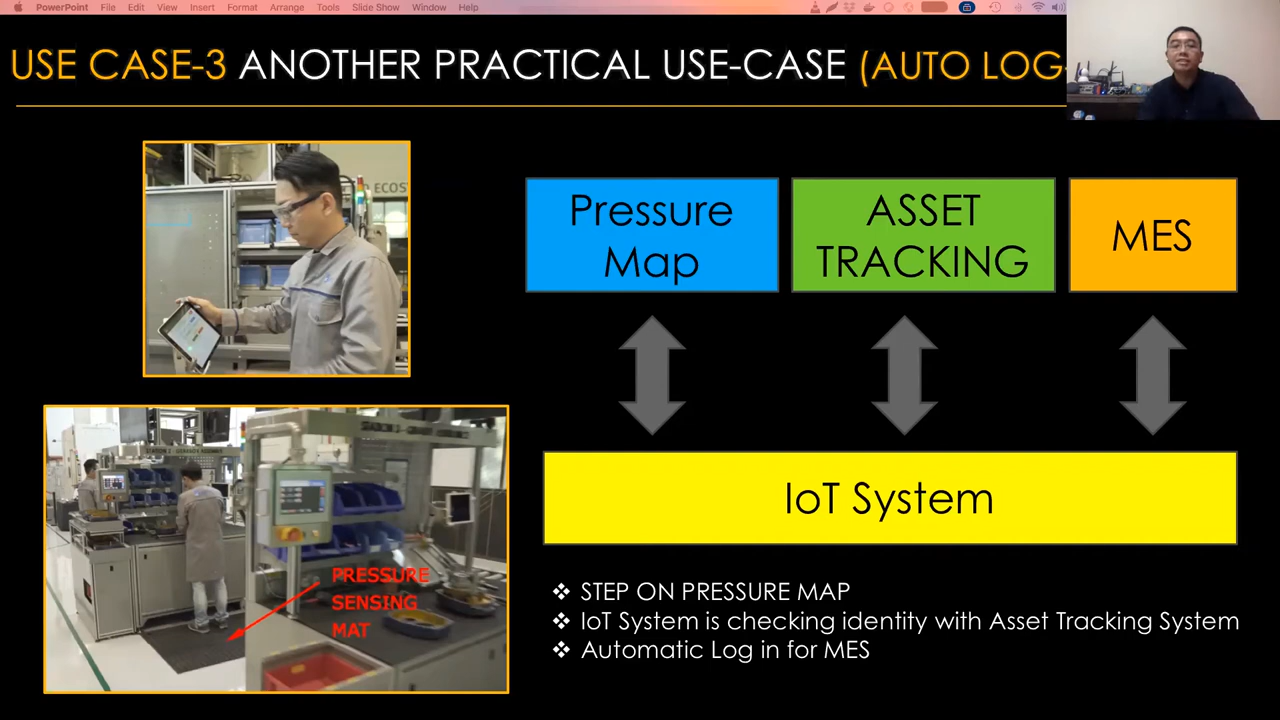 PowerPoint File Edit View Insert Format Arrange Tools Slide Show Window Help
USE CASE-3 ANOTHER PRACTICAL USE-CASE (AUTO LOG-
ECOS
Pressure
Map
ASSET
TRACKING
MES
IoT System
PRESSURE
SENSING
MAT
❖ STEP ON PRESSURE MAP
❖ IoT System is checking identity with Asset Tracking System
❖ Automatic Log in for MES